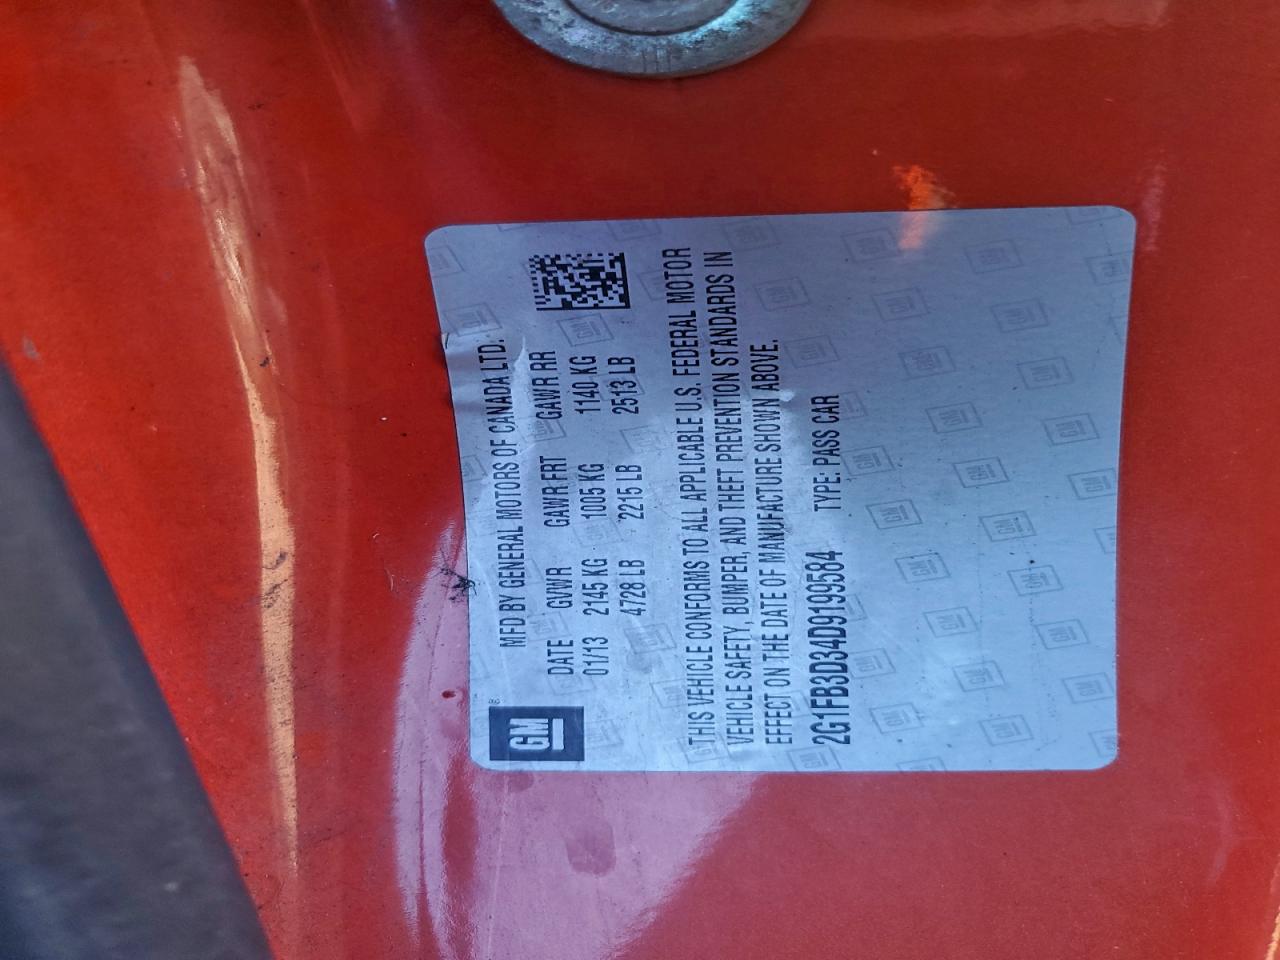 GM
MFD BY GENERAL MOTORS OF CANADA LTD.
DATE GVWR GAWR FRT GAWR RR
01/13 2145 KG 1005 KG 1140 KG
4728 LB 2215 LB 2513 LB
THIS VEHICLE CONFORMS TO ALL APPLICABLE U.S. FEDERAL MOTOR
VEHICLE SAFETY, BUMPER, AND THEFT PREVENTION STANDARDS IN
EFFECT ON THE DATE OF MANUFACTURE SHOWN ABOVE.
2G1FB3D34D9199584 TYPE: PASS CAR